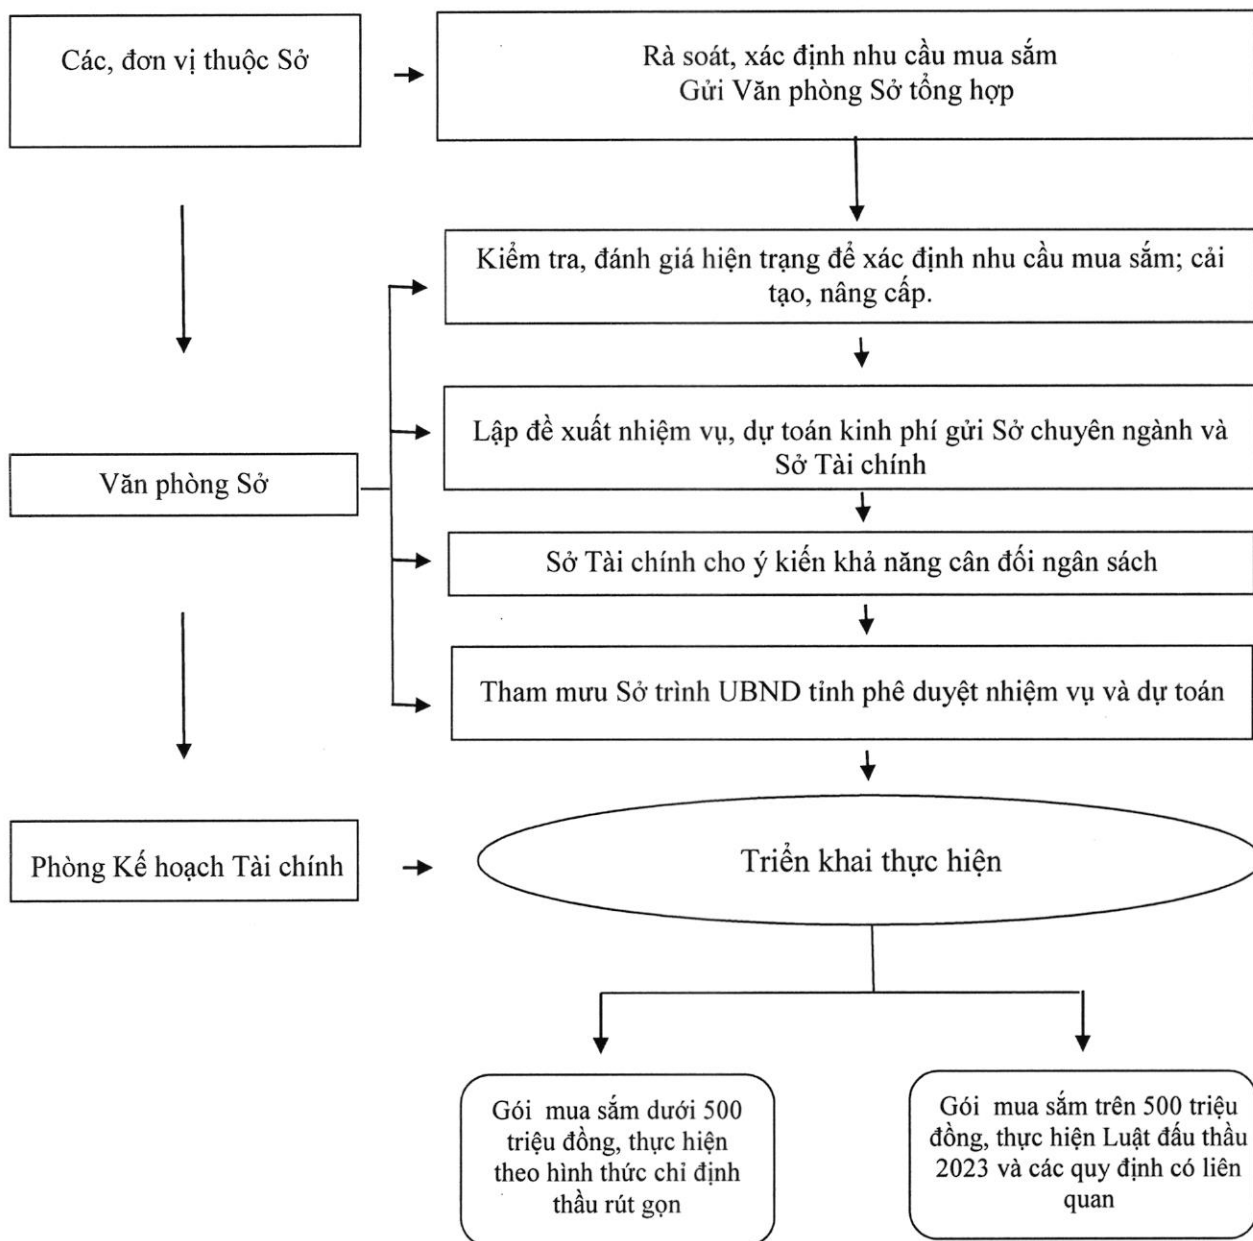 Các, đơn vị thuộc Sở
Rà soát, xác định nhu cầu mua sắm
Gửi Văn phòng Sở tổng hợp
Kiểm tra, đánh giá hiện trạng để xác định nhu cầu mua sắm; cải
tạo, nâng cấp.
Lập đề xuất nhiệm vụ, dự toán kinh phí gửi Sở chuyên ngành và
Sở Tài chính
Văn phòng Sở
Sở Tài chính cho ý kiến khả năng cân đối ngân sách
Tham mưu Sở trình UBND tỉnh phê duyệt nhiệm vụ và dự toán
Phòng Kế hoạch Tài chính
Triển khai thực hiện
Gói mua sắm dưới 500
triệu đồng, thực hiện
theo hình thức chỉ định
thầu rút gọn
Gói mua sắm trên 500 triệu
đồng, thực hiện Luật đấu thầu
2023 và các quy định có liên
quan